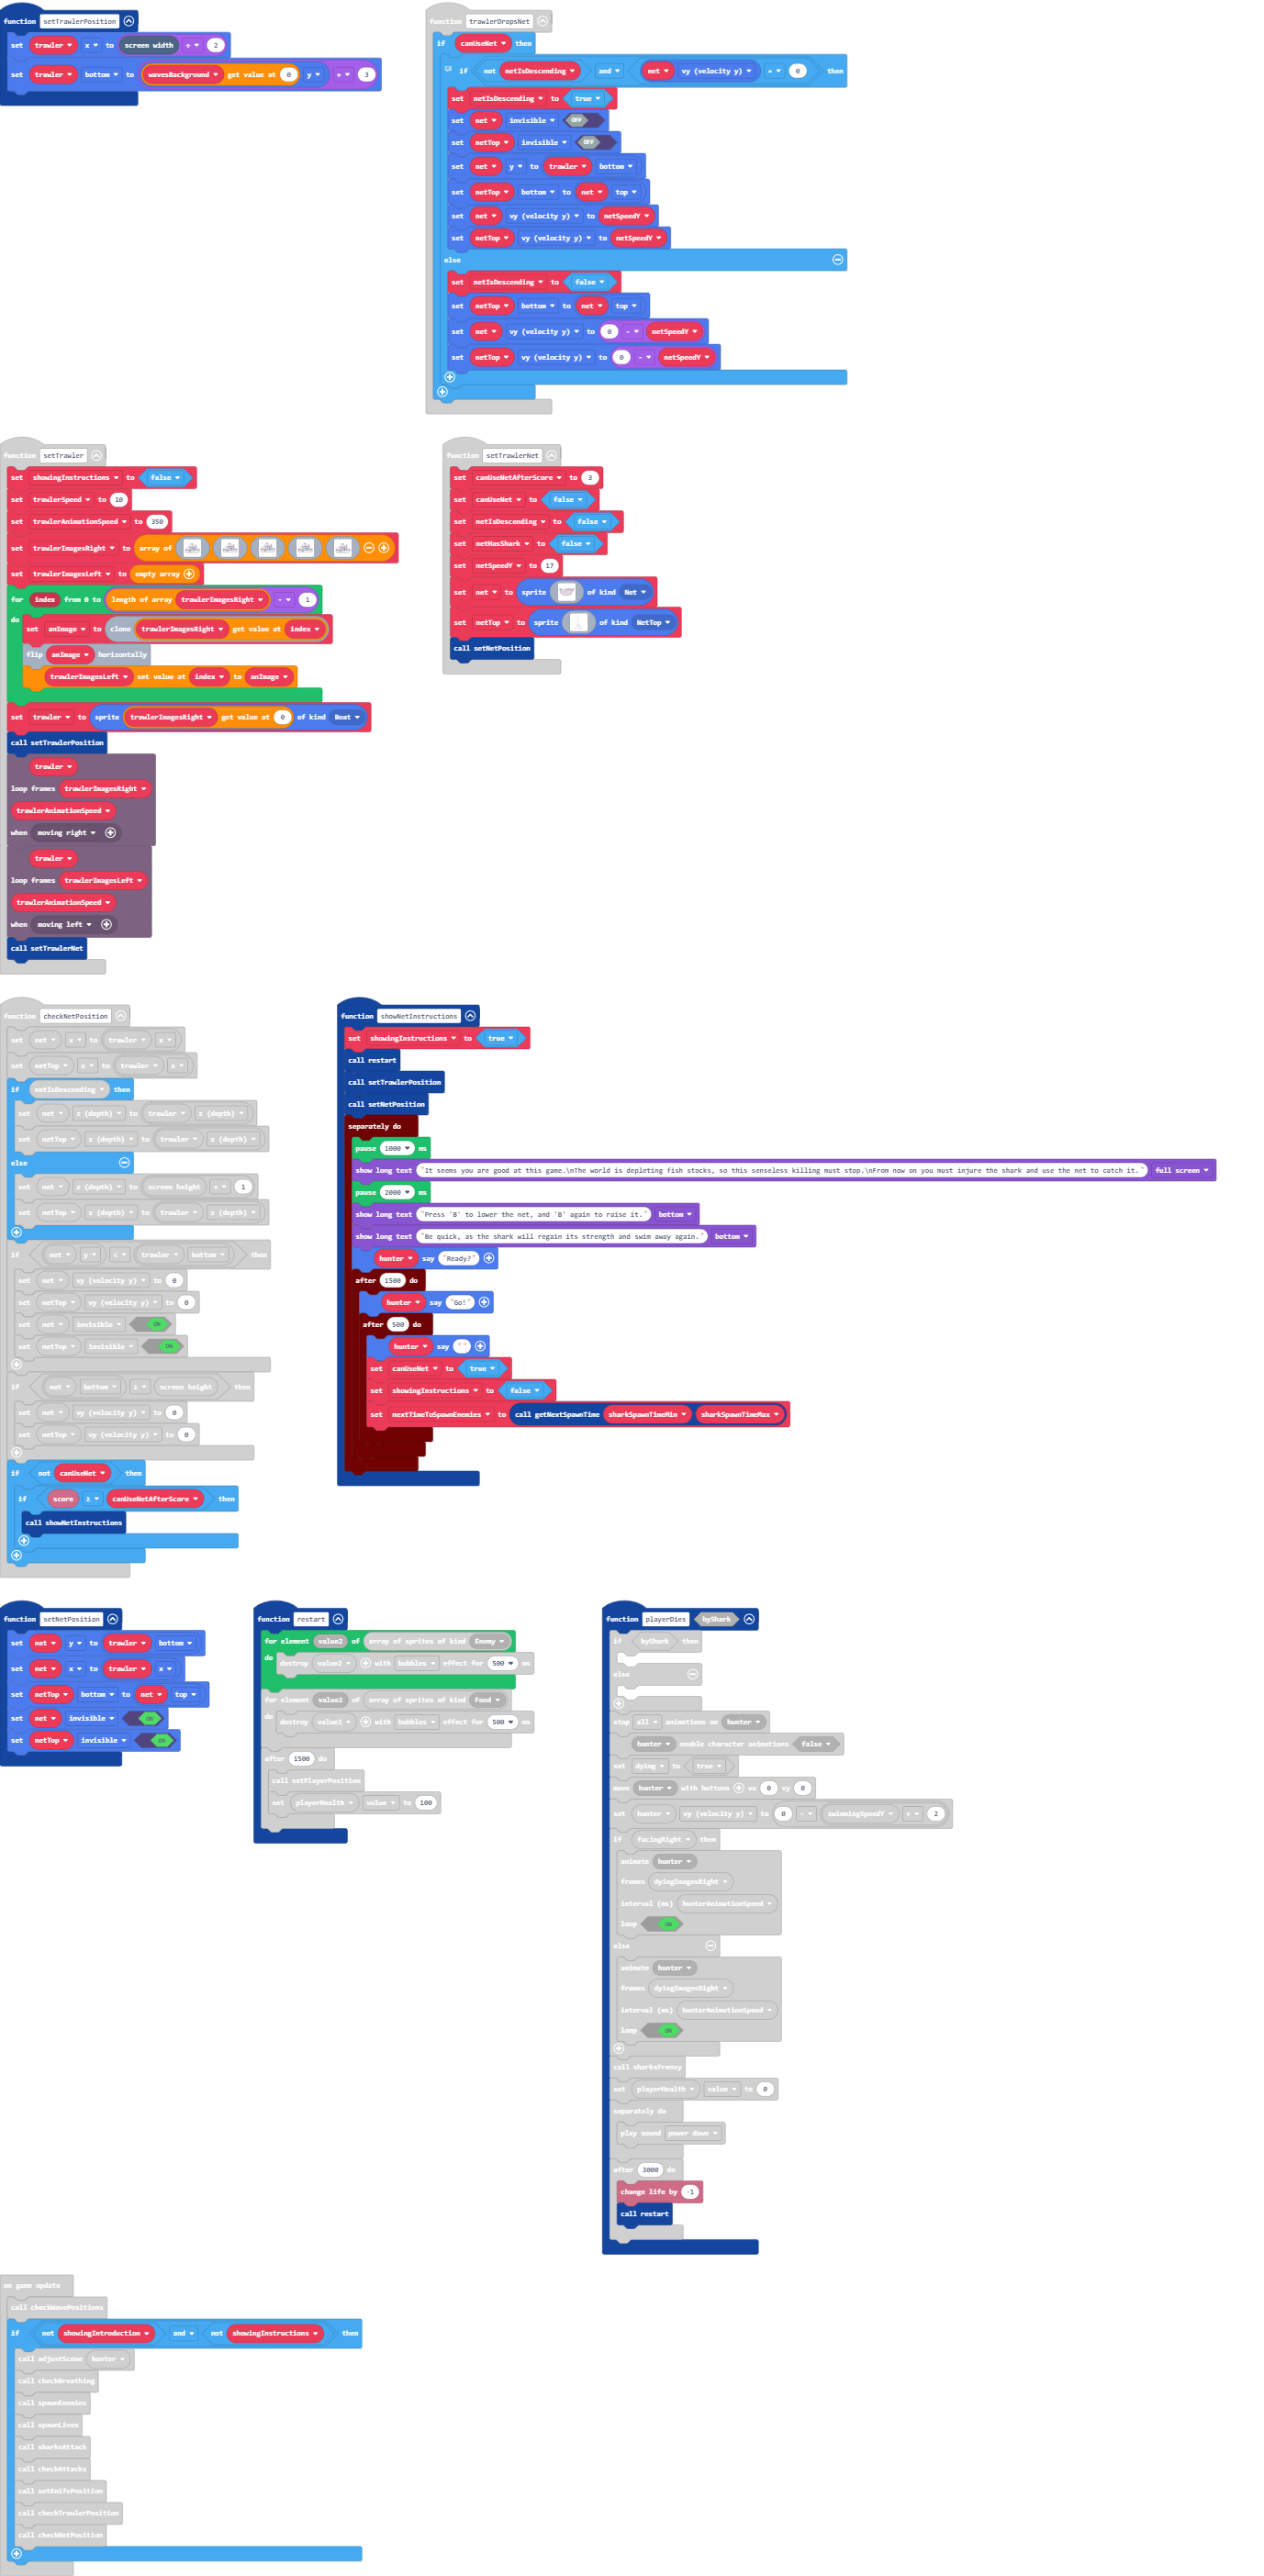 function setTrawlerPosition
set trawler x to screen width ÷ 2
set trawler bottom to wavesBackground get value at 0 y + 3
function trawlerDropsNet
if canUseNet then
if not netIsDescending and net vy (velocity y) = 0 then
set netIsDescending to true
set net invisible OFF
set netTop invisible OFF
set net y to trawler bottom
set netTop bottom to net top
set net vy (velocity y) to netSpeedY
set netTop vy (velocity y) to netSpeedY
else
set netIsDescending to false
set netTop bottom to net top
set net vy (velocity y) to 0 - netSpeedY
set netTop vy (velocity y) to 0 - netSpeedY
function setTrawler
set showingInstructions to false
set trawlerSpeed to 10
set trawlerAnimationSpeed to 350
set trawlerImagesRight to array of
set trawlerImagesLeft to empty array
for index from 0 to length of array trawlerImagesRight - 1
do
set anImage to clone trawlerImagesRight get value at index
flip anImage horizontally
trawlerImagesLeft set value at index to anImage
set trawler to sprite trawlerImagesRight get value at 0 of kind Boat
call setTrawlerPosition
trawler
loop frames trawlerImagesRight
trawlerAnimationSpeed
when moving right
trawler
loop frames trawlerImagesLeft
trawlerAnimationSpeed
when moving left
call setTrawlerNet
function setTrawlerNet
set canUseNetAfterScore to 3
set canUseNet to false
set netIsDescending to false
set netHasShark to false
set netSpeedY to 17
set net to sprite of kind Net
set netTop to sprite of kind NetTop
call setNetPosition
function checkNetPosition
set net x to trawler x
set netTop x to trawler x
if netIsDescending then
set net z (depth) to trawler z (depth)
set netTop z (depth) to trawler z (depth)
else
set net z (depth) to screen height + 1
set netTop z (depth) to trawler z (depth)
if net y < trawler bottom then
set net vy (velocity y) to 0
set netTop vy (velocity y) to 0
set net invisible ON
set netTop invisible ON
if net bottom ≥ screen height then
set net vy (velocity y) to 0
set netTop vy (velocity y) to 0
if not canUseNet then
if score ≥ canUseNetAfterScore then
call showNetInstructions
function showNetInstructions
set showingInstructions to true
call restart
call setTrawlerPosition
call setNetPosition
separately do
pause 1000 ms
show long text "It seems you are good at this game.\nThe world is depleting fish stocks, so this senseless killing must stop.\nFrom now on you must injure the shark and use the net to catch it." full screen
pause 2000 ms
show long text "Press 'B' to lower the net, and 'B' again to raise it." bottom
show long text "Be quick, as the shark will regain its strength and swim away again." bottom
hunter say "Ready?"
after 1500 do
hunter say "Go!"
after 500 do
hunter say " "
set canUseNet to true
set showingInstructions to false
set nextTimeToSpawnEnemies to call getNextSpawnTime sharkSpawnTimeMin sharkSpawnTimeMax
function setNetPosition
set net y to trawler bottom
set net x to trawler x
set netTop bottom to net top
set net invisible ON
set netTop invisible ON
function restart
for element value2 of array of sprites of kind Enemy
do destroy value2 with bubbles effect for 500 ms
for element value2 of array of sprites of kind Food
do destroy value2 with bubbles effect for 500 ms
after 1500 do
call setPlayerPosition
set playerHealth value to 100
function playerDies byShark
if byShark then
else
stop all animations on hunter
hunter enable character animations false
set dying to true
move hunter with buttons vx 0 vy 0
set hunter vy (velocity y) to 0 - swimmingSpeedY ÷ 2
if facingRight then
animate hunter
frames dyingImagesRight
interval (ms) hunterAnimationSpeed
loop ON
else
animate hunter
frames dyingImagesRight
interval (ms) hunterAnimationSpeed
loop ON
call sharksFrenzy
set playerHealth value to 0
separately do
play sound power down
after 3000 do
change life by -1
call restart
on game update
call checkWavePositions
if not showingIntroduction and not showingInstructions then
call adjustScene hunter
call checkBreathing
call spawnEnemies
call spawnLives
call sharksAttack
call checkAttacks
call setKnifePosition
call checkTrawlerPosition
call checkNetPosition